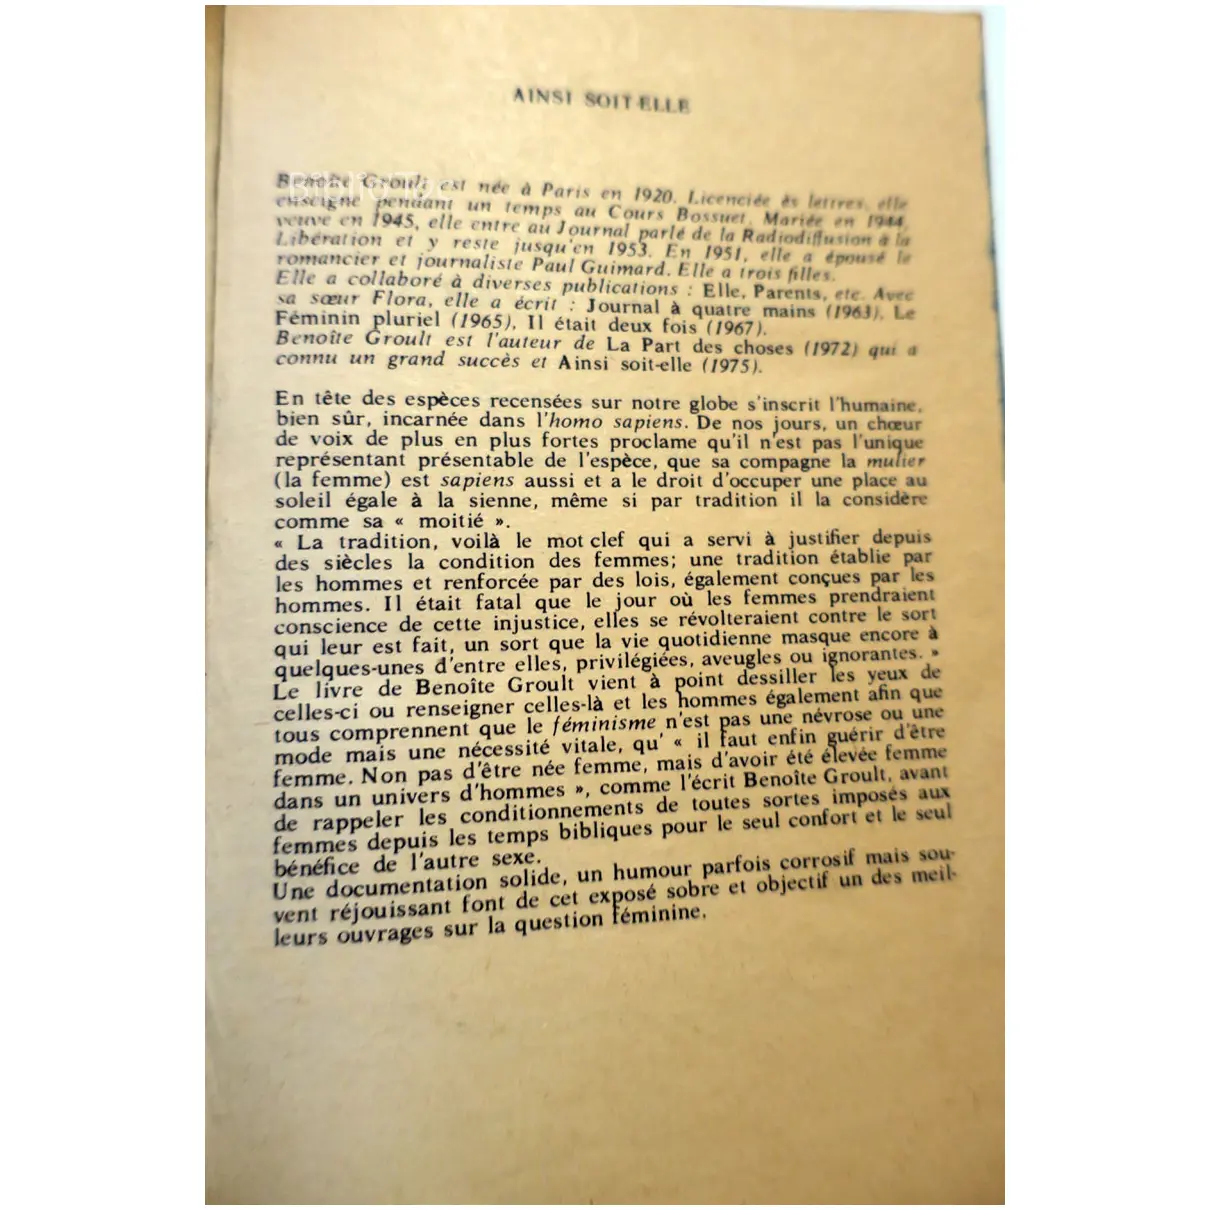 AINSI SOIT-ELLE
Benoîte Groult est née à Paris en 1920. Licenciée ès lettres, elle
enseigne pendant un temps au Cours Bossuet. Mariée en 1944,
veuve en 1945, elle entre au Journal parlé de la Radiodiffusion à la
Libération et y reste jusqu'en 1953. En 1951, elle a épousé le
romancier et journaliste Paul Guimard. Elle a trois filles.
Elle a collaboré à diverses publications : Elle, Parents, etc. Avec
sa sœur Flora, elle a écrit : Journal à quatre mains (1963), Le
Féminin pluriel (1965), Il était deux fois (1967).
Benoîte Groult est l'auteur de La Part des choses (1972) qui a
connu un grand succès et Ainsi soit-elle (1975).
En tête des espèces recensées sur notre globe s'inscrit l'humaine,
bien sûr, incarnée dans l'homo sapiens. De nos jours, un chœur
de voix de plus en plus fortes proclame qu'il n'est pas l'unique
représentant présentable de l'espèce, que sa compagne la mulier
(la femme) est sapiens aussi et a le droit d'occuper une place au
soleil égale à la sienne, même si par tradition il la considère
comme sa « moitié ».
« La tradition, voilà le mot clef qui a servi à justifier depuis
des siècles la condition des femmes; une tradition établie par
les hommes et renforcée par des lois, également conçues par les
hommes. Il était fatal que le jour où les femmes prendraient
conscience de cette injustice, elles se révolteraient contre le sort
qui leur est fait, un sort que la vie quotidienne masque encore à
quelques-unes d'entre elles, privilégiées, aveugles ou ignorantes. »
Le livre de Benoîte Groult vient à point dessiller les yeux de
celles-ci ou renseigner celles-là et les hommes également afin que
tous comprennent que le féminisme n'est pas une névrose ou une
mode mais une nécessité vitale, qu' « il faut enfin guérir d'être
femme. Non pas d'être née femme, mais d'avoir été élevée femme
dans un univers d'hommes », comme l'écrit Benoîte Groult, avant
de rappeler les conditionnements de toutes sortes imposés aux
femmes depuis les temps bibliques pour le seul confort et le seul
bénéfice de l'autre sexe.
Une documentation solide, un humour parfois corrosif mais sou-
vent réjouissant font de cet exposé sobre et objectif un des meil-
leurs ouvrages sur la question féminine.